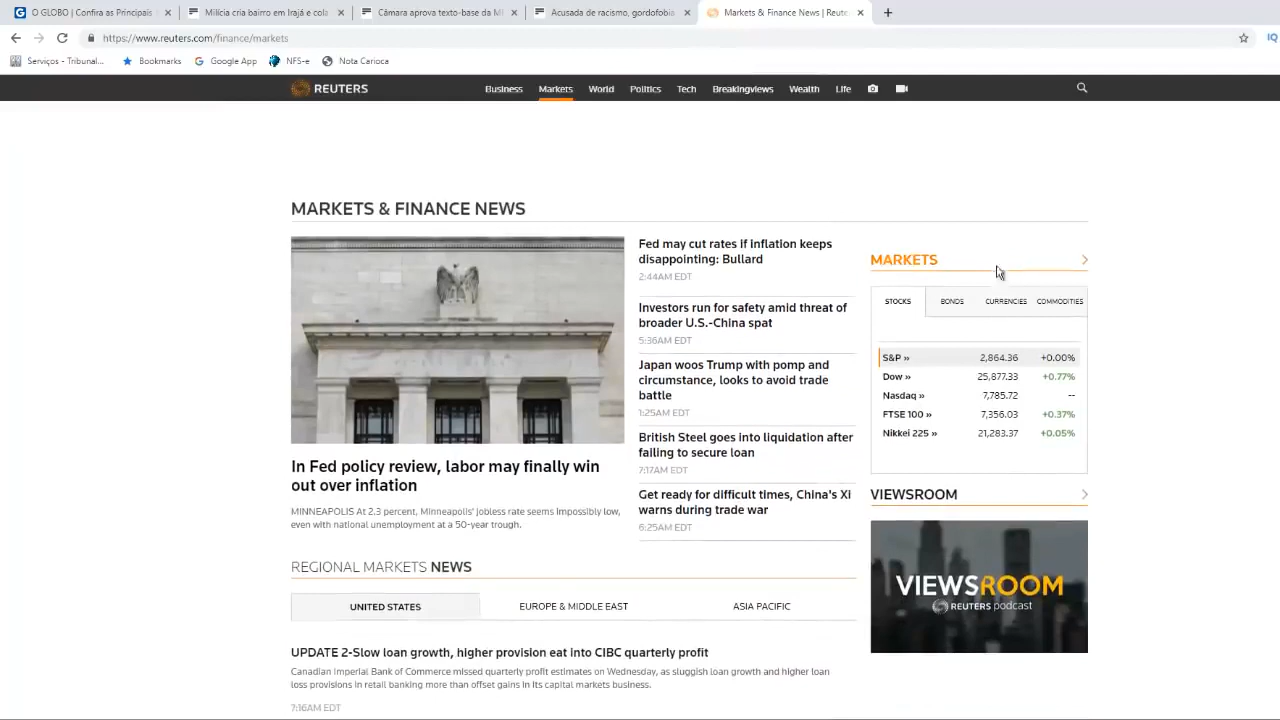 O GLOBO | Confira as Principais
Milícia cria bairro em Irajá e cola
Câmara aprova texto-base da M
Acusada de racismo, gordofobia
Markets & Finance News | Reute
https://www.reuters.com/finance/markets
IQ
Serviços - Tribunal...
Bookmarks
Google App
NFS-e
Nota Carioca
REUTERS
Business
Markets
World
Politics
Tech
Breakingviews
Wealth
Life
MARKETS & FINANCE NEWS
In Fed policy review, labor may finally win
out over inflation
MINNEAPOLIS At 2.3 percent, Minneapolis' jobless rate seems impossibly low,
even with national unemployment at a 50-year trough.
Fed may cut rates if inflation keeps
disappointing: Bullard
2:44AM EDT
Investors run for safety amid threat of
broader U.S.-China spat
5:36AM EDT
Japan woos Trump with pomp and
circumstance, looks to avoid trade
battle
1:25AM EDT
British Steel goes into liquidation after
failing to secure loan
7:17AM EDT
Get ready for difficult times, China's Xi
warns during trade war
6:25AM EDT
MARKETS
STOCKS
BONDS
CURRENCIES
COMMODITIES
S&P » 2,864.36 +0.00%
Dow » 25,877.33 +0.77%
Nasdaq » 7,785.72 --
FTSE 100 » 7,356.03 +0.37%
Nikkei 225 » 21,283.37 +0.05%
VIEWSROOM
VIEWSROOM
REUTERS podcast
REGIONAL MARKETS NEWS
UNITED STATES
EUROPE & MIDDLE EAST
ASIA PACIFIC
UPDATE 2-Slow loan growth, higher provision eat into CIBC quarterly profit
Canadian Imperial Bank of Commerce missed quarterly profit estimates on Wednesday, as sluggish loan growth and higher loan
loss provisions in retail banking more than offset gains in its capital markets business.
7:16AM EDT